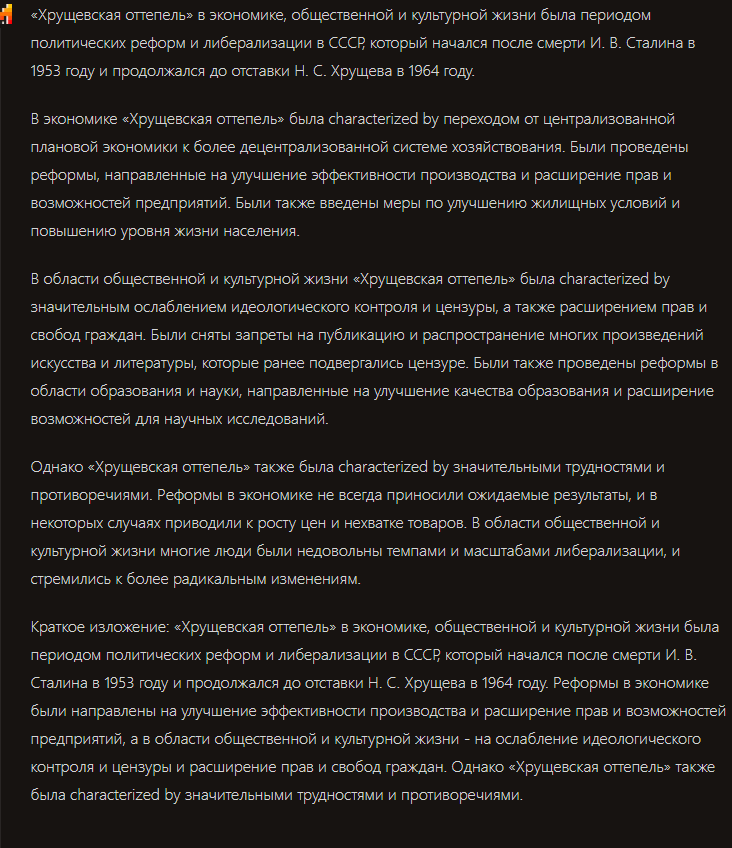 «Хрущевская оттепель» в экономике, общественной и культурной жизни была периодом
политических реформ и либерализации в СССР, который начался после смерти И. В. Сталина в
1953 году и продолжался до отставки Н. С. Хрущева в 1964 году.
В экономике «Хрущевская оттепель» была characterized by переходом от централизованной
плановой экономики к более децентрализованной системе хозяйствования. Были проведены
реформы, направленные на улучшение эффективности производства и расширение прав и
возможностей предприятий. Были также введены меры по улучшению жилищных условий и
повышению уровня жизни населения.
В области общественной и культурной жизни «Хрущевская оттепель» была characterized by
значительным ослаблением идеологического контроля и цензуры, а также расширением прав и
свобод граждан. Были сняты запреты на публикацию и распространение многих произведений
искусства и литературы, которые ранее подвергались цензуре. Были также проведены реформы в
области образования и науки, направленные на улучшение качества образования и расширение
возможностей для научных исследований.
Однако «Хрущевская оттепель» также была characterized by значительными трудностями и
противоречиями. Реформы в экономике не всегда приносили ожидаемые результаты, и в
некоторых случаях приводили к росту цен и нехватке товаров. В области общественной и
культурной жизни многие люди были недовольны темпами и масштабами либерализации, и
стремились к более радикальным изменениям.
Краткое изложение: «Хрущевская оттепель» в экономике, общественной и культурной жизни была
периодом политических реформ и либерализации в СССР, который начался после смерти И. В.
Сталина в 1953 году и продолжался до отставки Н. С. Хрущева в 1964 году. Реформы в экономике
были направлены на улучшение эффективности производства и расширение прав и возможностей
предприятий, а в области общественной и культурной жизни - на ослабление идеологического
контроля и цензуры и расширение прав и свобод граждан. Однако «Хрущевская оттепель» также
была characterized by значительными трудностями и противоречиями.